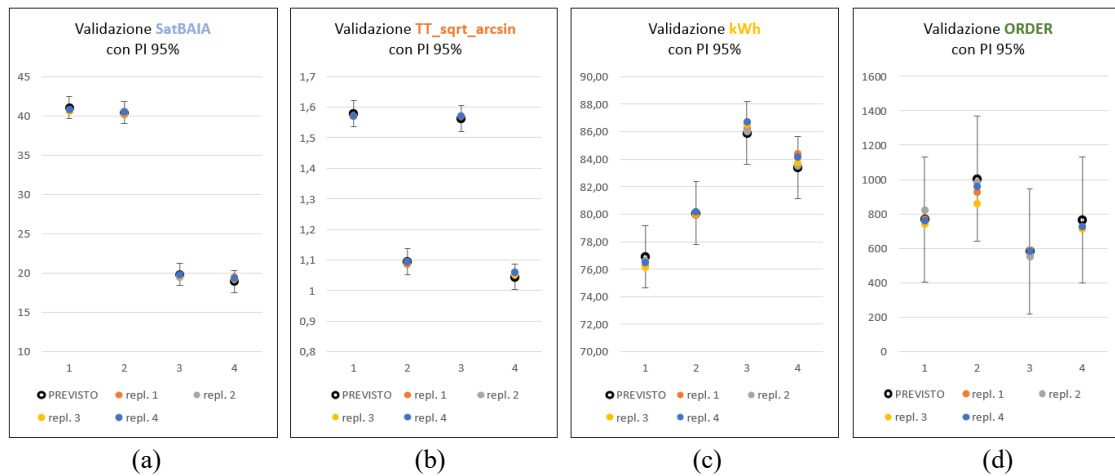 Validazione SatBAIA
con PI 95%
45
40
35
30
25
20
15
10
1 2 3 4
PREVISTO repl. 1 repl. 2
repl. 3 repl. 4
(a)
Validazione TT_sqrt_arcsin
con PI 95%
1,7
1,6
1,5
1,4
1,3
1,2
1,1
1
0,9
0,8
1 2 3 4
PREVISTO repl. 1 repl. 2
repl. 3 repl. 4
(b)
Validazione kWh
con PI 95%
90,00
88,00
86,00
84,00
82,00
80,00
78,00
76,00
74,00
72,00
70,00
1 2 3 4
PREVISTO repl. 1 repl. 2
repl. 3 repl. 4
(c)
Validazione ORDER
con PI 95%
1600
1400
1200
1000
800
600
400
200
0
1 2 3 4
PREVISTO repl. 1 repl. 2
repl. 3 repl. 4
(d)